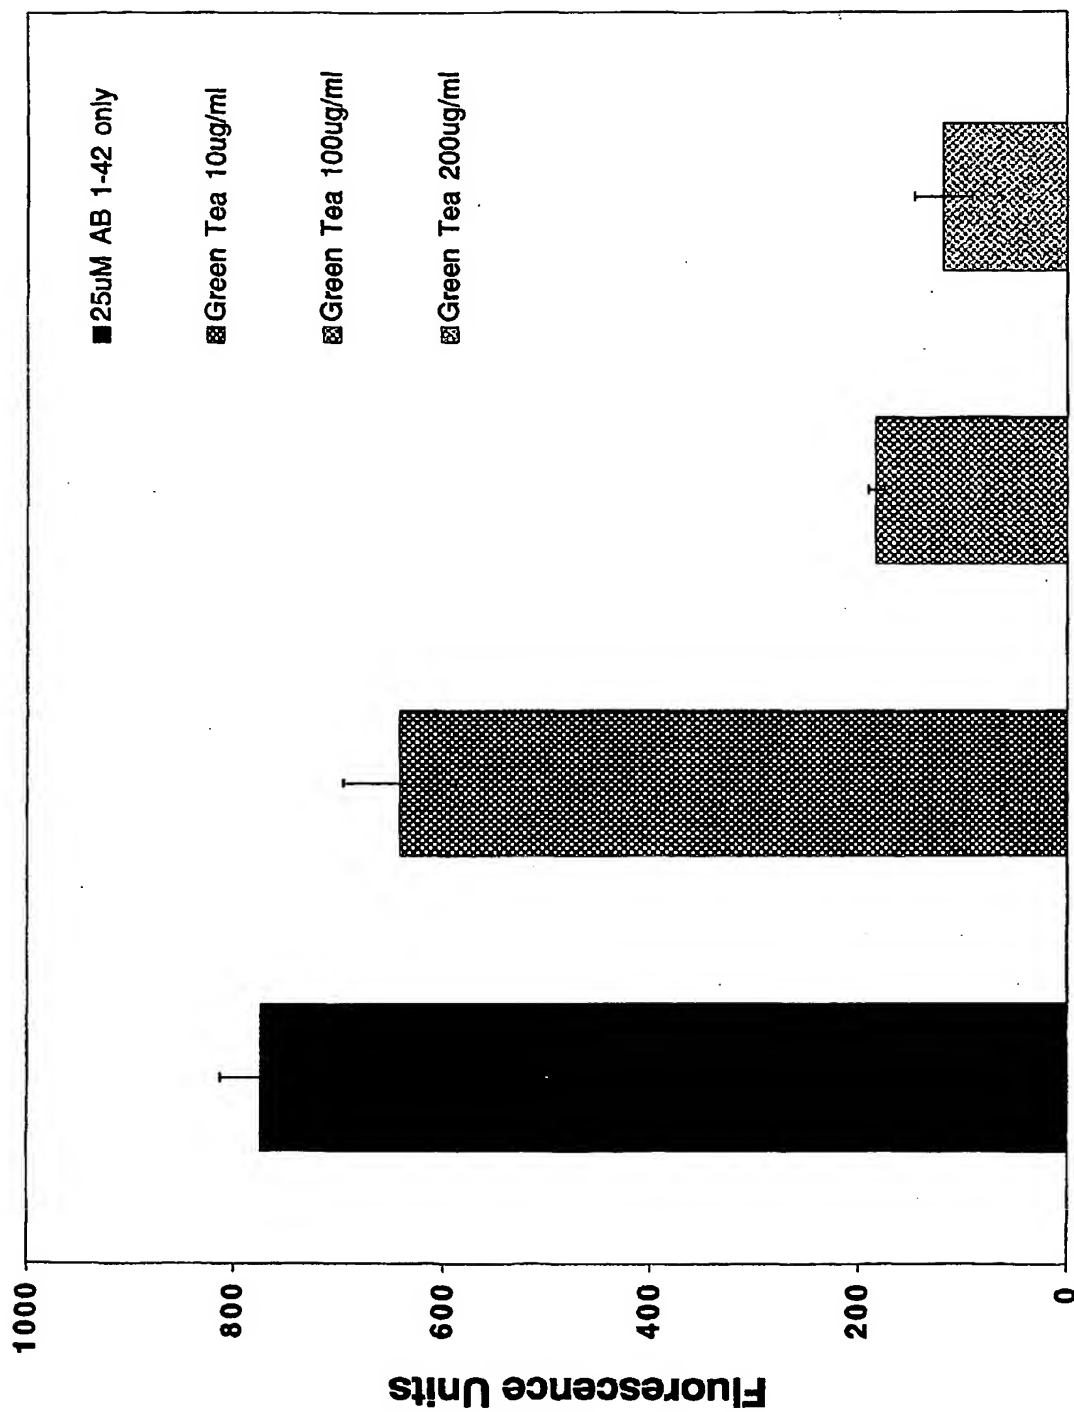 Fluorescence Units
1000
800
600
400
200
0
25uM AB 1-42 only
Green Tea 10ug/ml
Green Tea 100ug/ml
Green Tea 200ug/ml